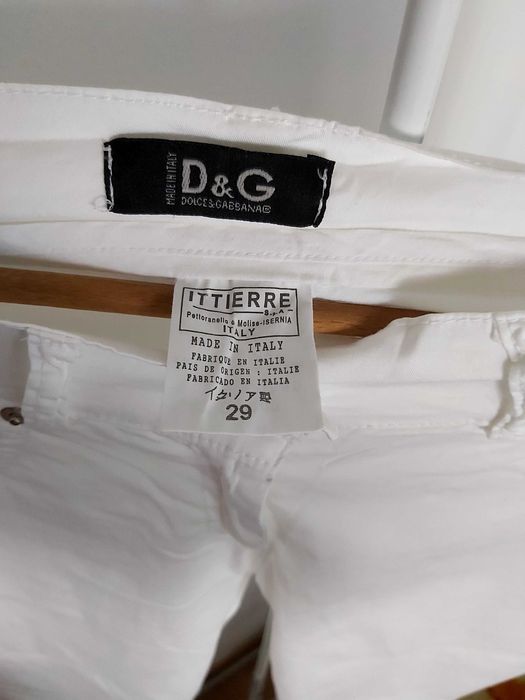 MADE IN ITALY
D&G
DOLCE&GABBANA®
ITTIERRE
S.p.A
Pettoranello d Molise-ISERNIA
ITALY
MADE IN ITALY
FABRIQUE EN ITALIE
PAIS DE ORIGEN : ITALIE
FABRICADO EN ITALIA
イタリア製
29